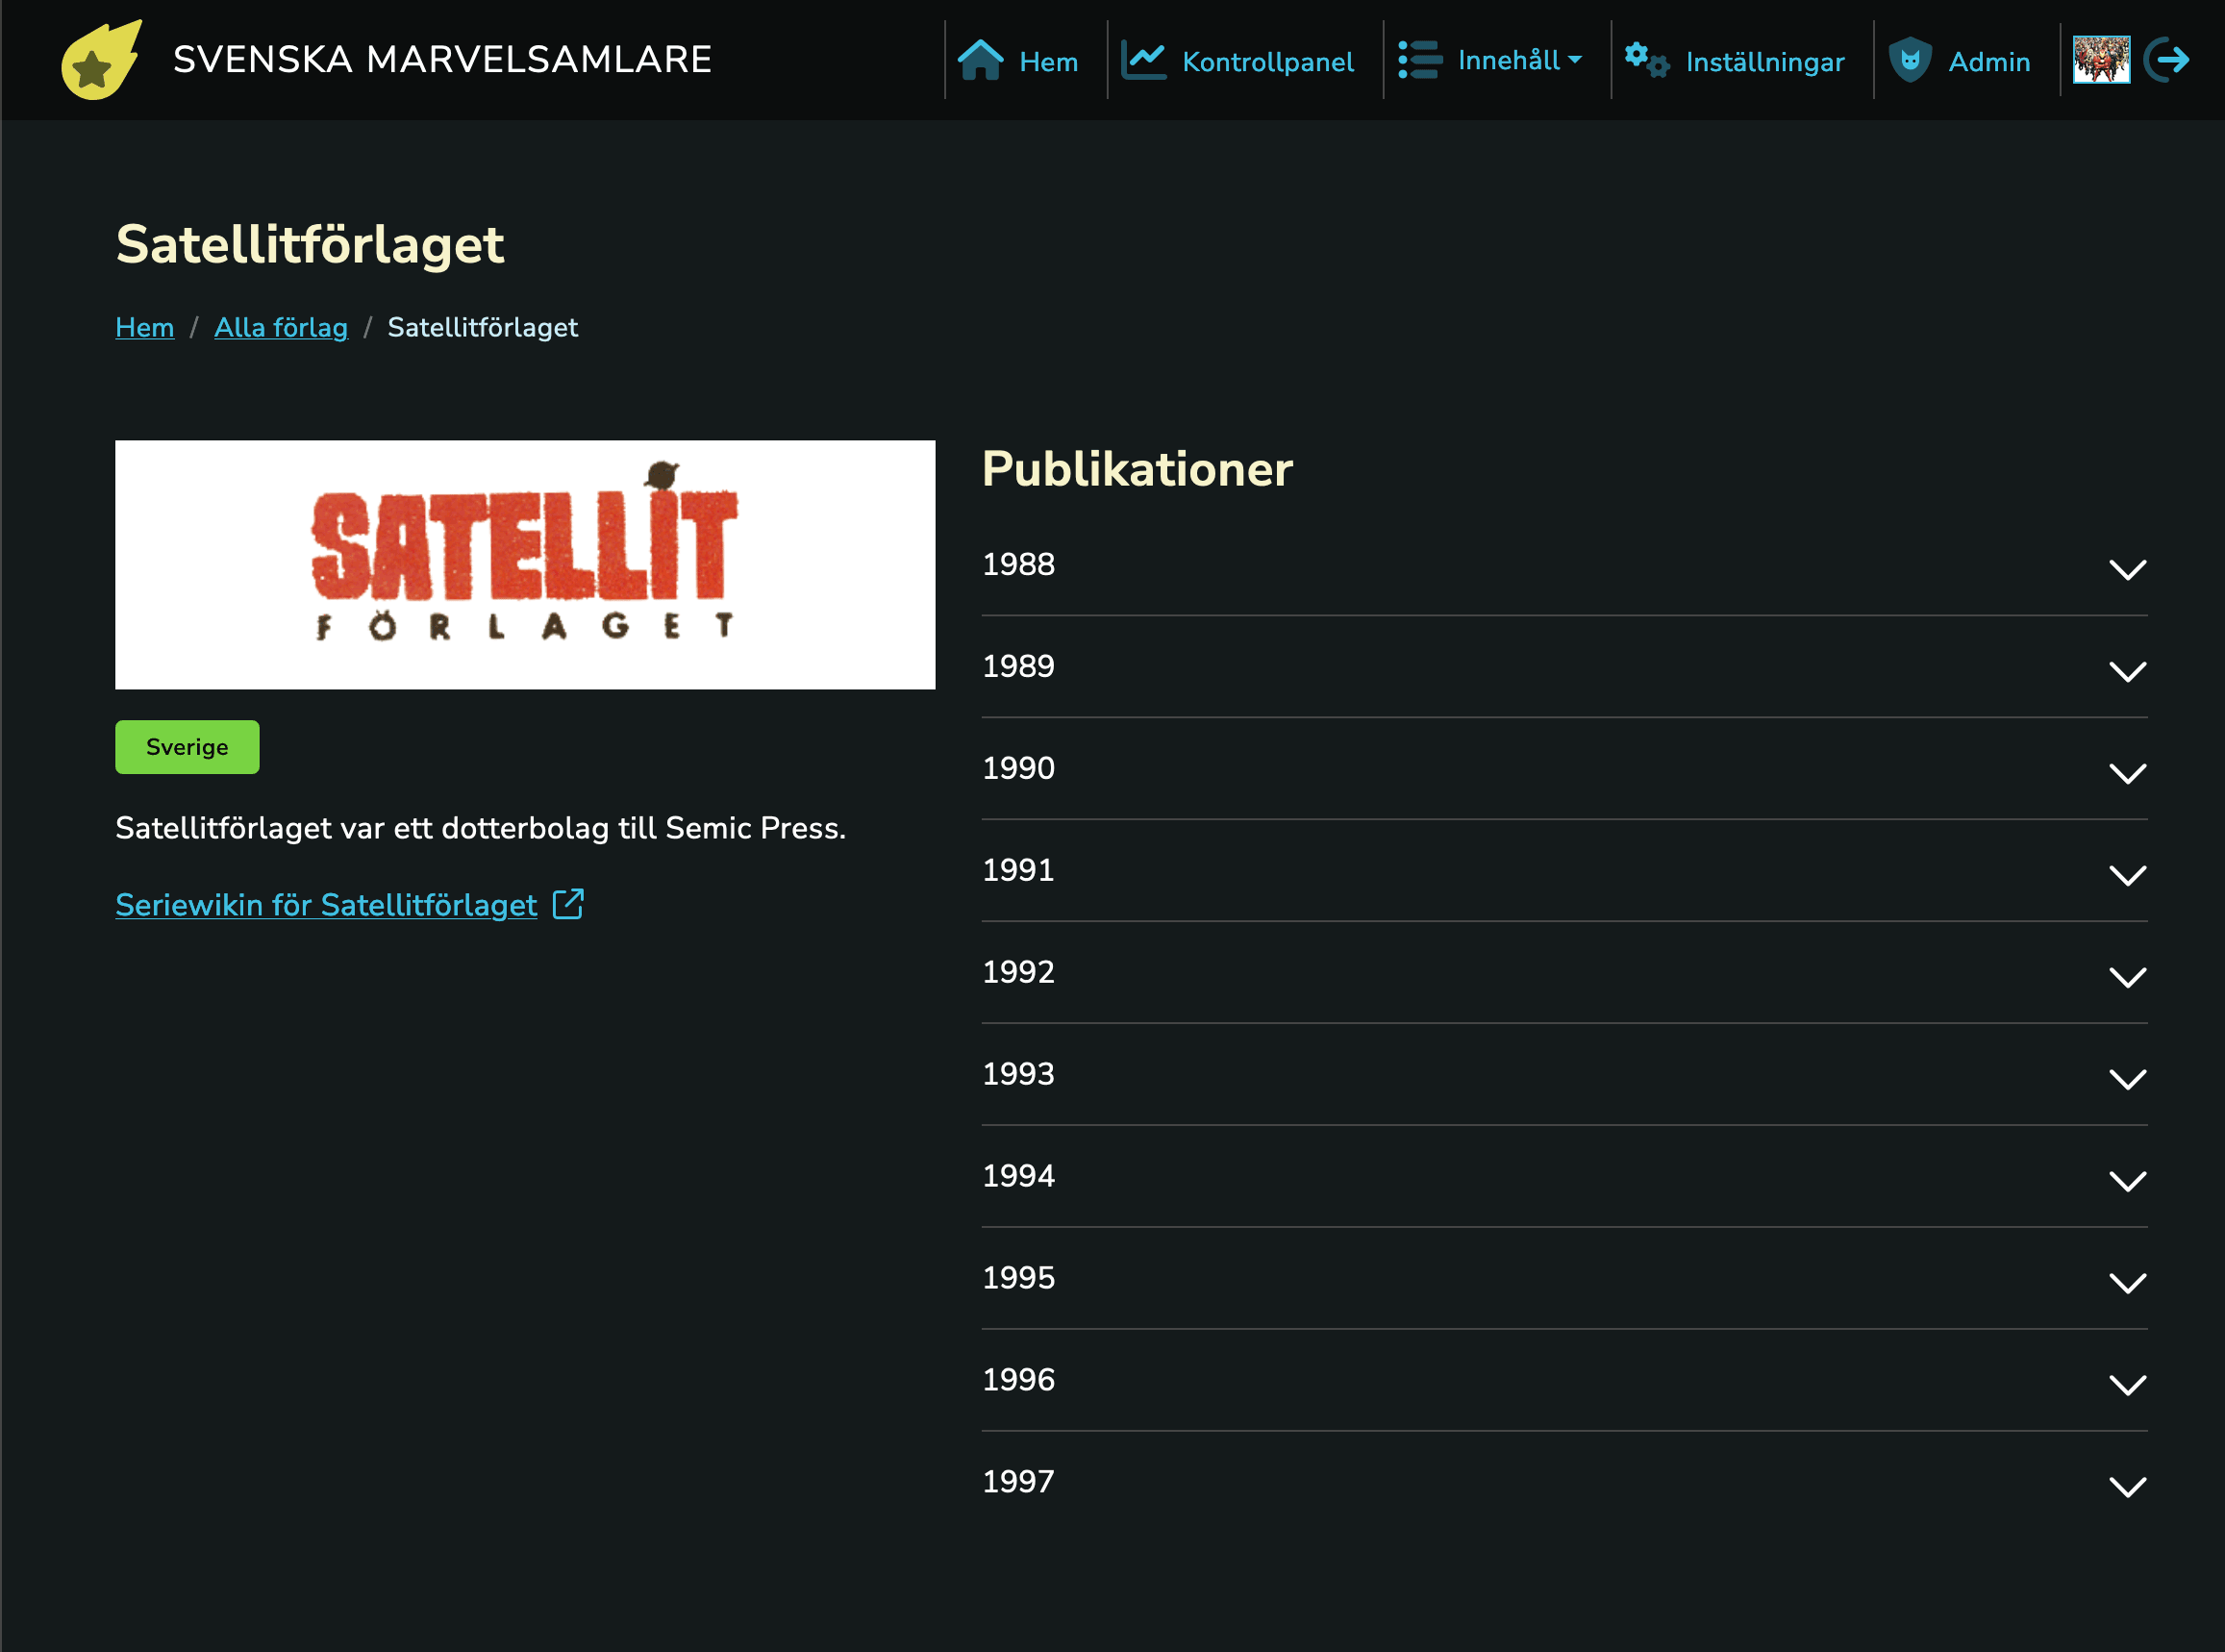 SVENSKA MARVELSAMLARE
Hem
Kontrollpanel
Innehåll
Inställningar
Admin
Satellitförlaget
Hem / Alla förlag / Satellitförlaget
SATELLIT
FÖRLAGET
Sverige
Satellitförlaget var ett dotterbolag till Semic Press.
Seriewikin för Satellitförlaget
Publikationer
1988
1989
1990
1991
1992
1993
1994
1995
1996
1997